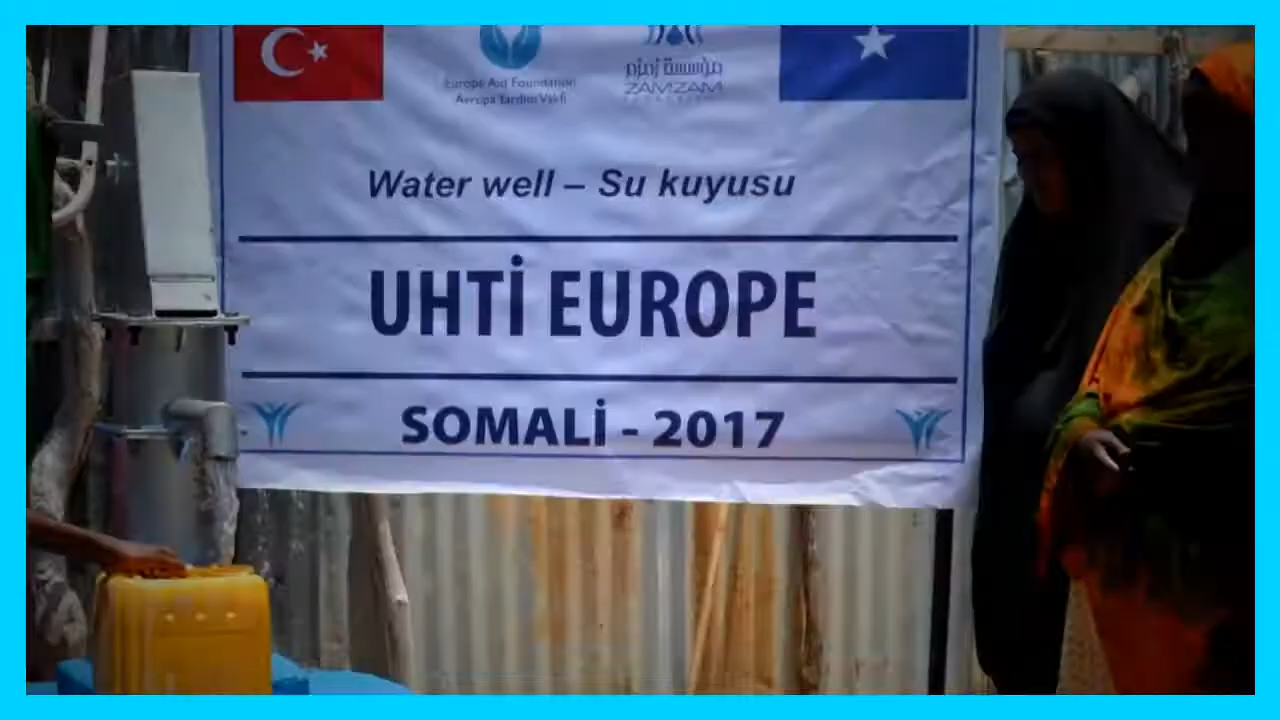 Europe Aid Foundation
Avrupa Yardım Vakfı
مؤسسة زمزم
ZAMZAM
Water well – Su kuyusu
UHTİ EUROPE
SOMALİ - 2017